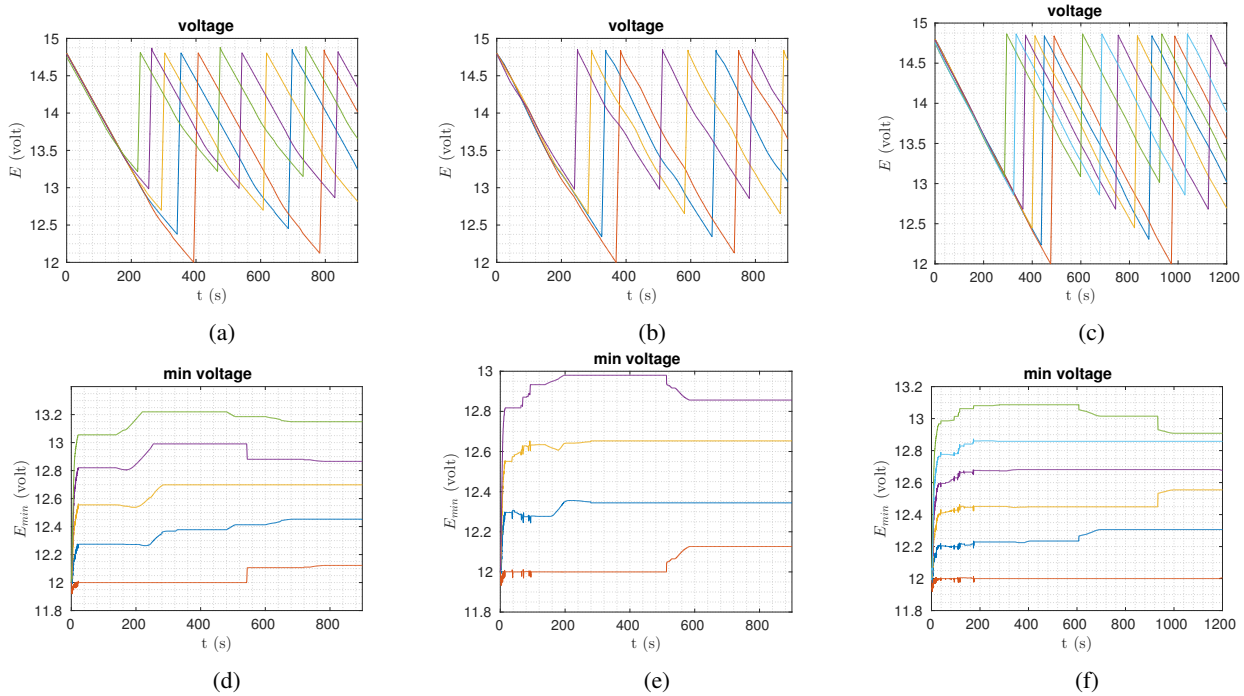 voltage
15
14.5
14
13.5
13
12.5
12
E (volt)
0 200 400 600 800
t (s)
(a)
voltage
15
14.5
14
13.5
13
12.5
12
E (volt)
0 200 400 600 800
t (s)
(b)
voltage
15
14.5
14
13.5
13
12.5
12
E (volt)
0 200 400 600 800 1000 1200
t (s)
(c)
min voltage
13.2
13
12.8
12.6
12.4
12.2
12
11.8
E_min (volt)
0 200 400 600 800
t (s)
(d)
min voltage
13
12.8
12.6
12.4
12.2
12
11.8
E_min (volt)
0 200 400 600 800
t (s)
(e)
min voltage
13.2
13
12.8
12.6
12.4
12.2
12
11.8
E_min (volt)
0 200 400 600 800 1000 1200
t (s)
(f)